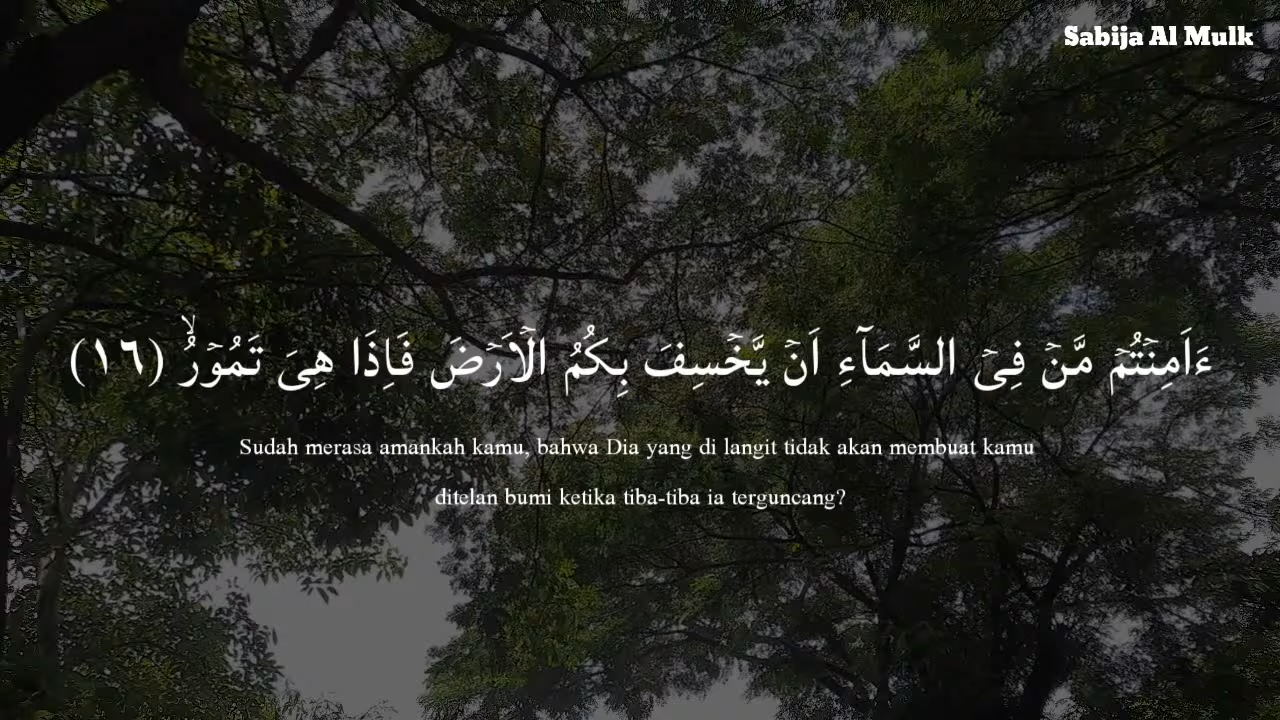 Sabija Al Mulk
ءَاَمِنْتُمْ مَّنْ فِى السَّمَآءِ اَنْ يَّخْسِفَ بِكُمُ الْاَرْضَ فَاِذَا هِىَ تَمُوْرُۙ (١٦)
Sudah merasa amankah kamu, bahwa Dia yang di langit tidak akan membuat kamu
ditelan bumi ketika tiba-tiba ia terguncang?